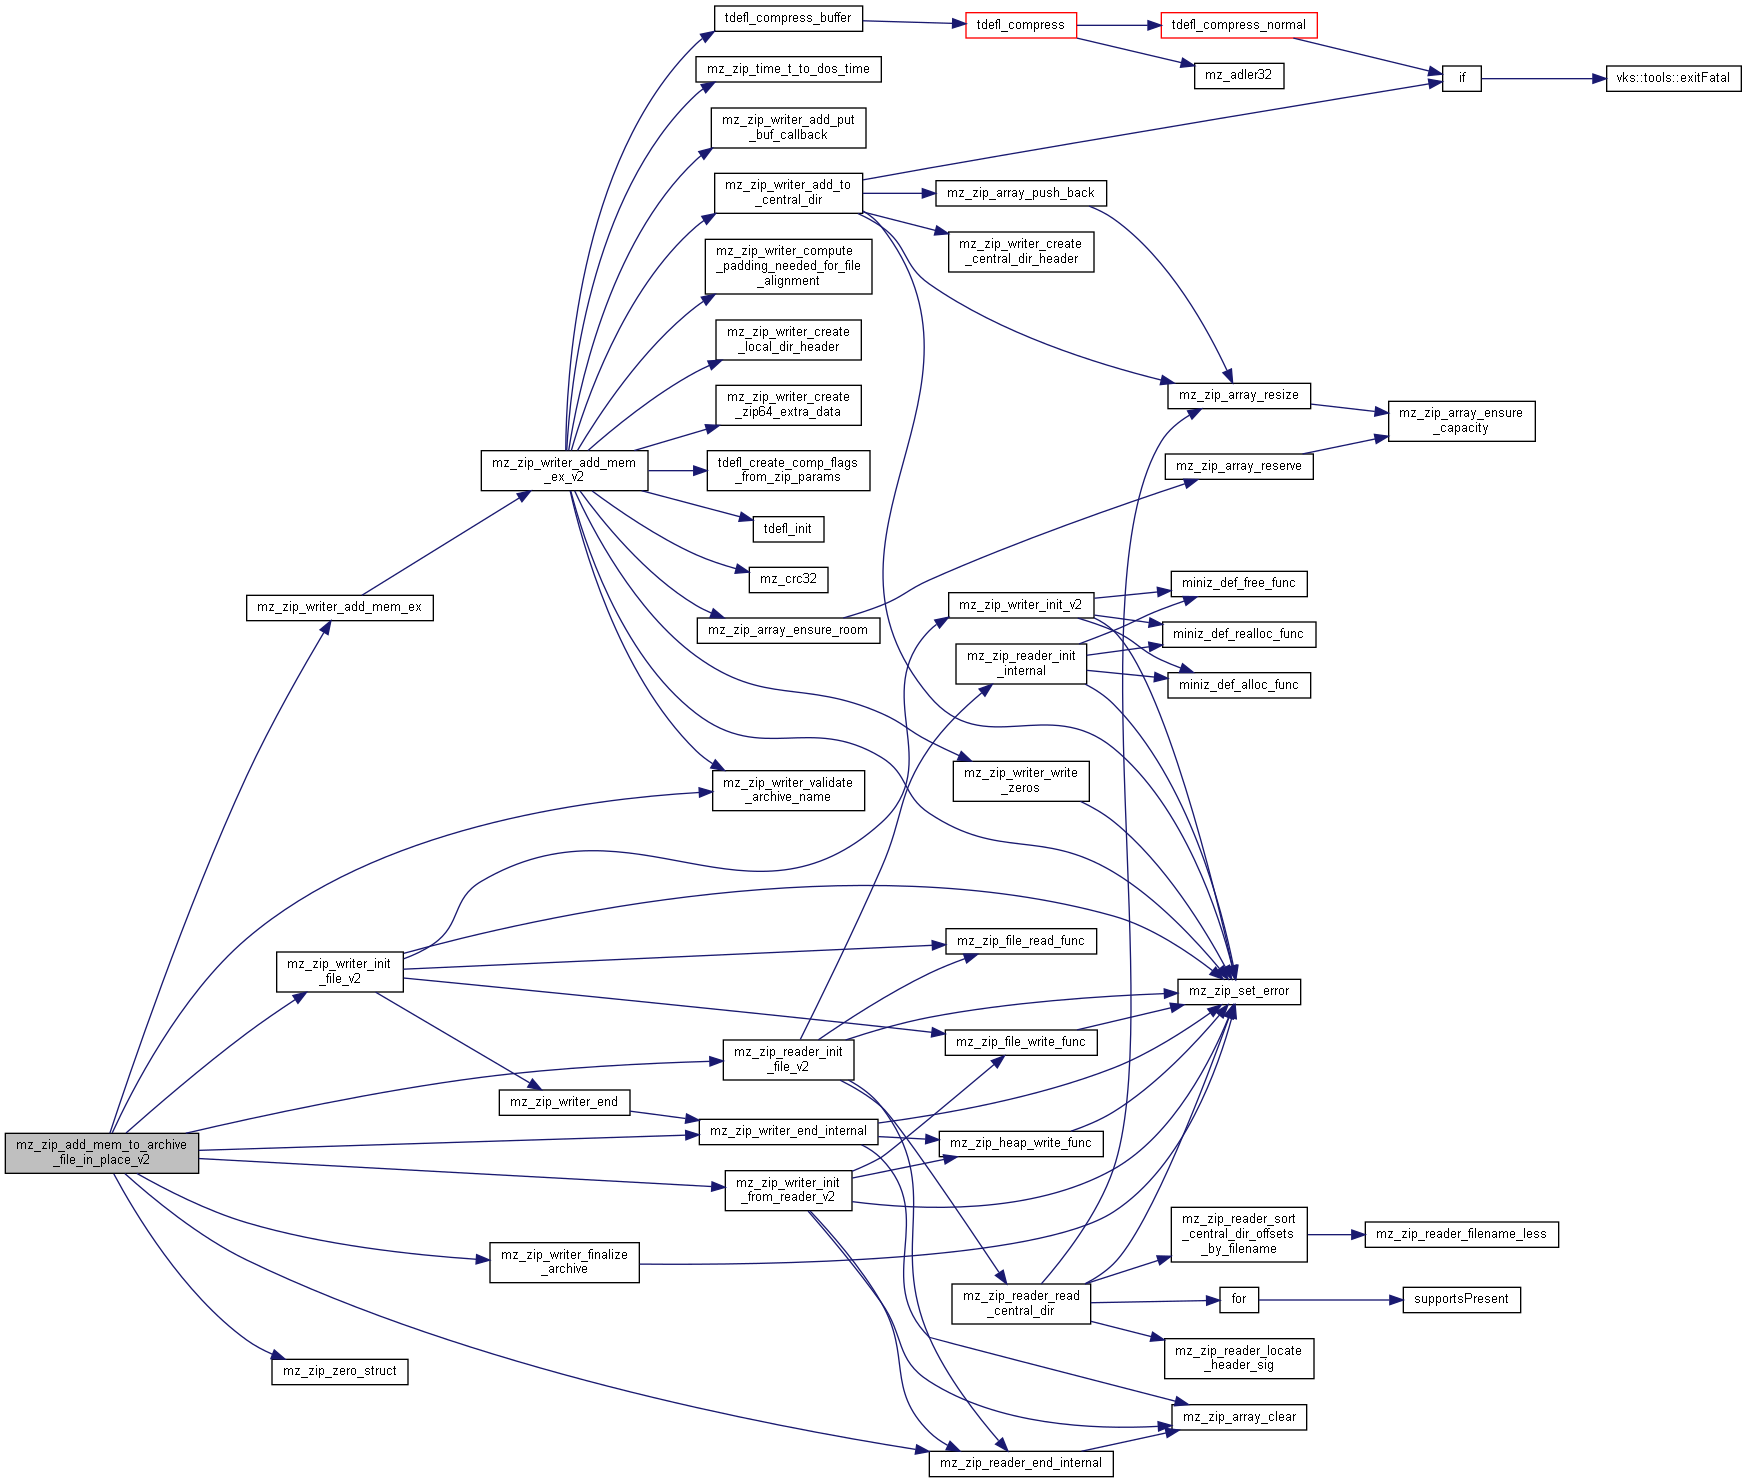 tdefl_compress_buffer
tdefl_compress
tdefl_compress_normal
mz_zip_time_t_to_dos_time
mz_adler32
if
vks::tools::exitFatal
mz_zip_writer_add_put
_buf_callback
mz_zip_writer_add_to
_central_dir
mz_zip_array_push_back
mz_zip_writer_compute
_padding_needed_for_file
_alignment
mz_zip_writer_create
_central_dir_header
mz_zip_writer_create
_local_dir_header
mz_zip_writer_create
_zip64_extra_data
mz_zip_array_resize
mz_zip_array_ensure
_capacity
mz_zip_writer_add_mem
_ex_v2
tdefl_create_comp_flags
_from_zip_params
mz_zip_array_reserve
tdefl_init
mz_crc32
miniz_def_free_func
mz_zip_writer_add_mem_ex
mz_zip_writer_init_v2
mz_zip_array_ensure_room
miniz_def_realloc_func
mz_zip_reader_init
_internal
miniz_def_alloc_func
mz_zip_writer_validate
_archive_name
mz_zip_writer_write
_zeros
mz_zip_file_read_func
mz_zip_writer_init
_file_v2
mz_zip_set_error
mz_zip_reader_init
_file_v2
mz_zip_file_write_func
mz_zip_writer_end
mz_zip_writer_end_internal
mz_zip_heap_write_func
mz_zip_add_mem_to_archive
_file_in_place_v2
mz_zip_writer_init
_from_reader_v2
mz_zip_reader_sort
_central_dir_offsets
_by_filename
mz_zip_reader_filename_less
mz_zip_writer_finalize
_archive
mz_zip_reader_read
_central_dir
for
supportsPresent
mz_zip_reader_locate
_header_sig
mz_zip_zero_struct
mz_zip_array_clear
mz_zip_reader_end_internal